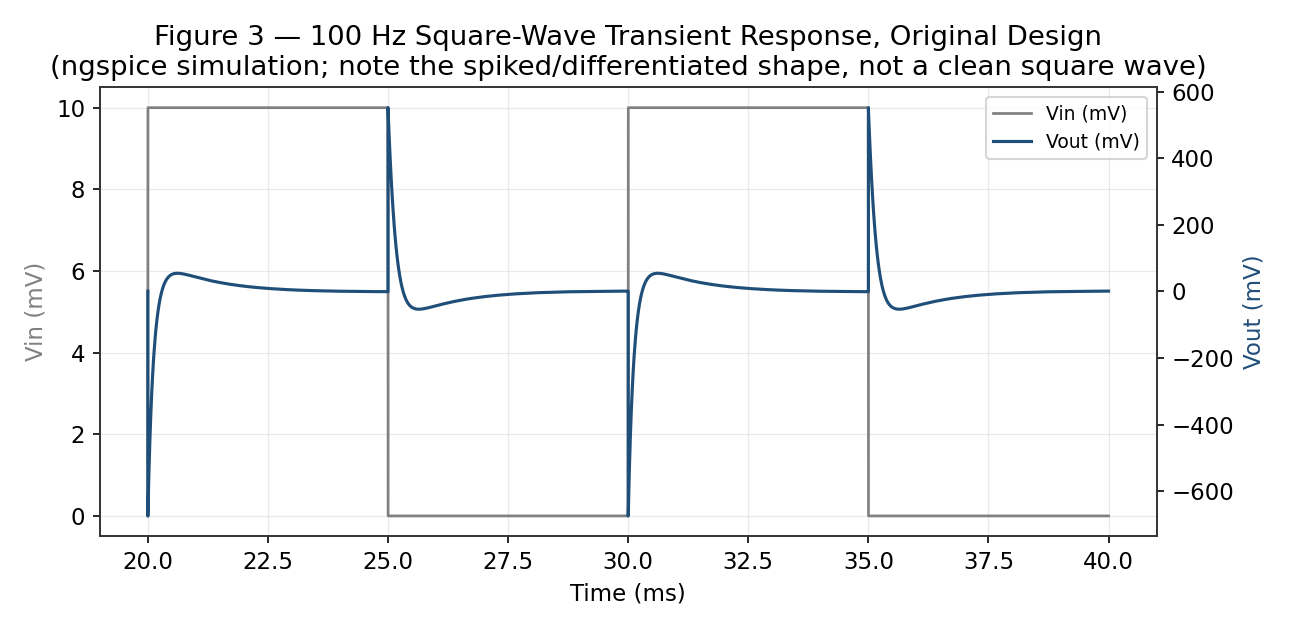 Figure 3 — 100 Hz Square-Wave Transient Response, Original Design
(ngspice simulation; note the spiked/differentiated shape, not a clean square wave)
Vin (mV)
Vout (mV)
10
8
6
4
2
0
Vin (mV)
600
400
200
0
−200
−400
−600
Vout (mV)
20.0 22.5 25.0 27.5 30.0 32.5 35.0 37.5 40.0
Time (ms)